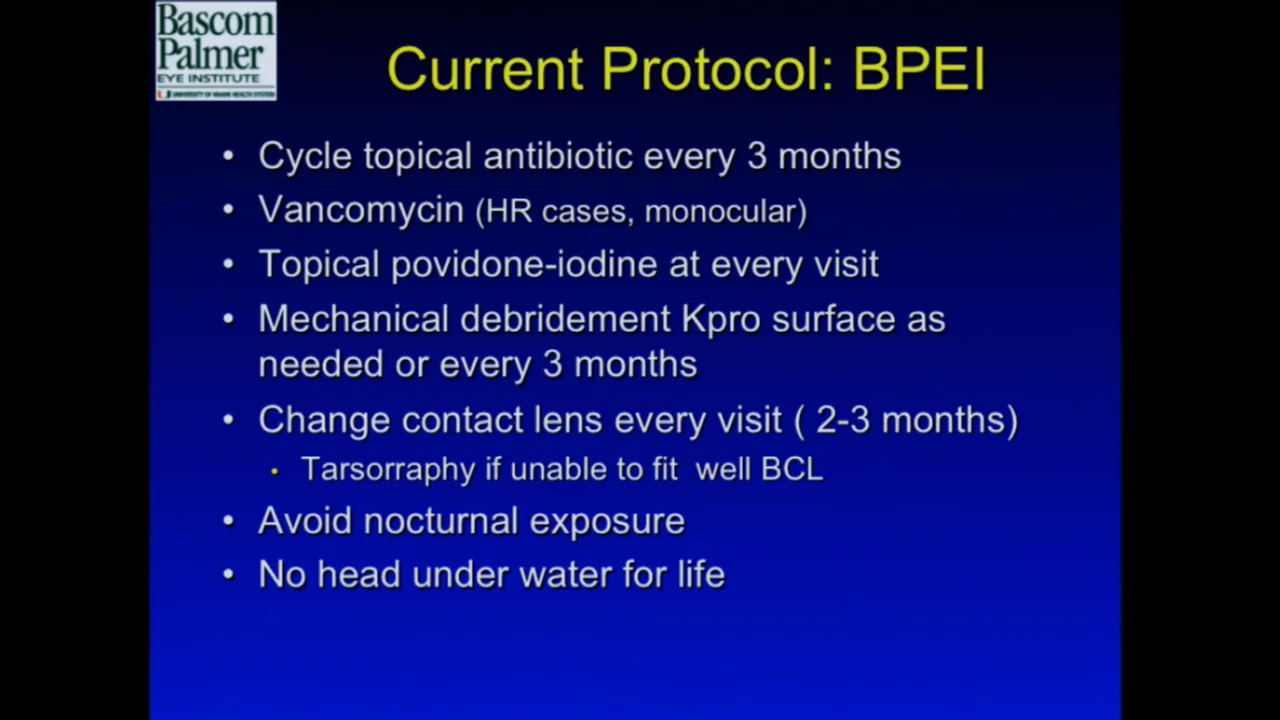 Bascom
Palmer
EYE INSTITUTE
UNIVERSITY OF MIAMI HEALTH SYSTEM
Current Protocol: BPEI
• Cycle topical antibiotic every 3 months
• Vancomycin (HR cases, monocular)
• Topical povidone-iodine at every visit
• Mechanical debridement Kpro surface as
needed or every 3 months
• Change contact lens every visit ( 2-3 months)
• Tarsorraphy if unable to fit well BCL
• Avoid nocturnal exposure
• No head under water for life